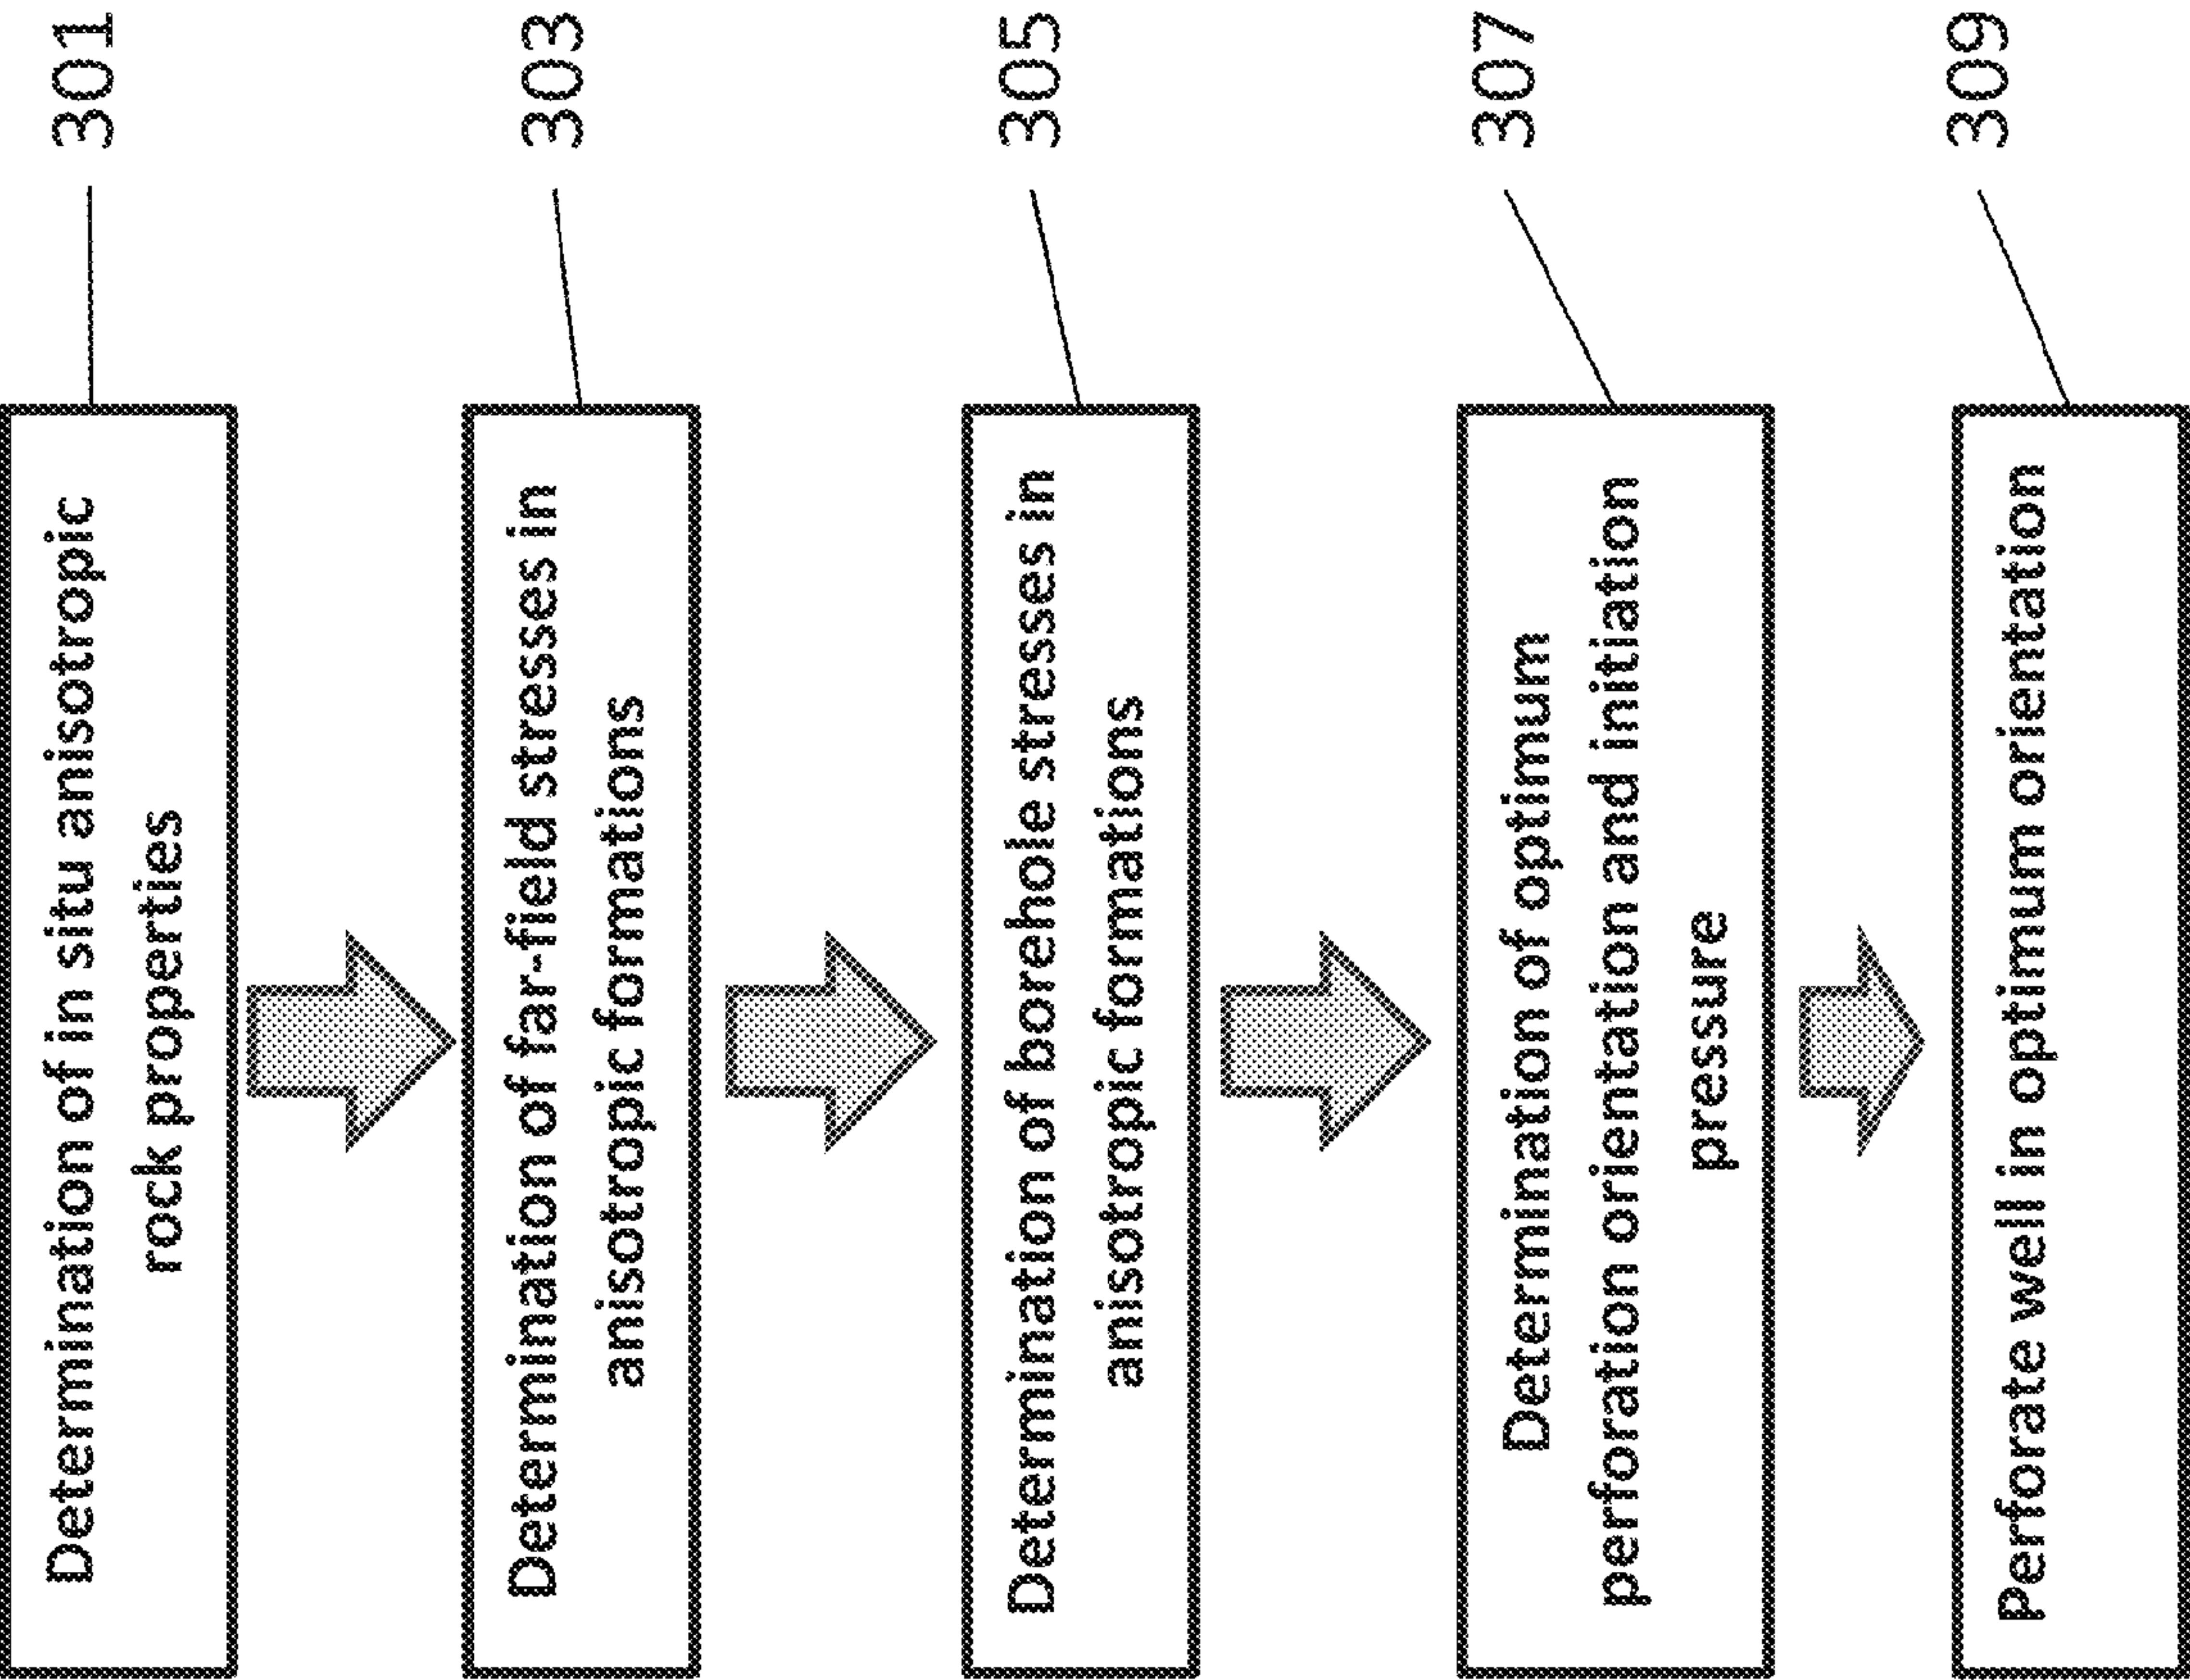 Determination of in situ anisotropic
rock properties
301
Determination of far-field stresses in
anisotropic formations
303
Determination of borehole stresses in
anisotropic formations
305
Determination of optimum
perforation orientation and initiation
pressure
307
Perforate well in optimum orientation
309